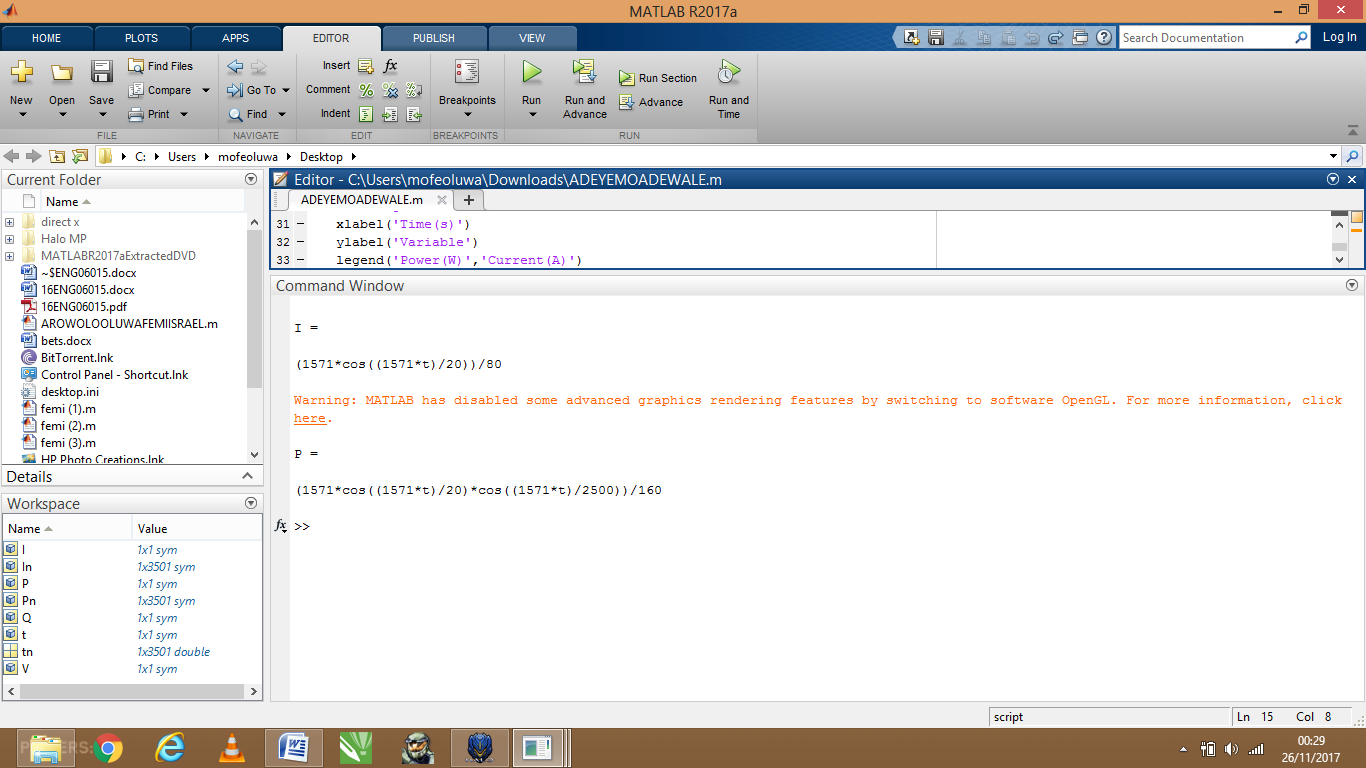 MATLAB R2017a
HOME PLOTS APPS EDITOR PUBLISH VIEW Search Documentation Log In
New Open Save Find Files Compare Print
FILE
Go To Find
NAVIGATE
Insert fx
Comment
Indent
EDIT
Breakpoints
BREAKPOINTS
Run Run and Advance Run Section Advance Run and Time
RUN
C: Users mofeoluwa Desktop
Current Folder
Name
direct x
Halo MP
MATLABR2017aExtractedDVD
~$ENG06015.docx
16ENG06015.docx
16ENG06015.pdf
AROWOLOOLUWAFEMIISRAEL.m
bets.docx
BitTorrent.lnk
Control Panel - Shortcut.lnk
desktop.ini
femi (1).m
femi (2).m
femi (3).m
HP Photo Creations.lnk
Details
Workspace
Name Value
I 1x1 sym
In 1x3501 sym
P 1x1 sym
Pn 1x3501 sym
Q 1x1 sym
t 1x1 sym
tn 1x3501 double
V 1x1 sym
Editor - C:\Users\mofeoluwa\Downloads\ADEYEMOADEWALE.m
ADEYEMOADEWALE.m
31 – xlabel('Time(s)')
32 – ylabel('Variable')
33 – legend('Power(W)','Current(A)')
Command Window
I =
(1571*cos((1571*t)/20))/80
Warning: MATLAB has disabled some advanced graphics rendering features by switching to software OpenGL. For more information, click
here.
P =
(1571*cos((1571*t)/20)*cos((1571*t)/2500))/160
fx >>
script Ln 15 Col 8
00:29
26/11/2017